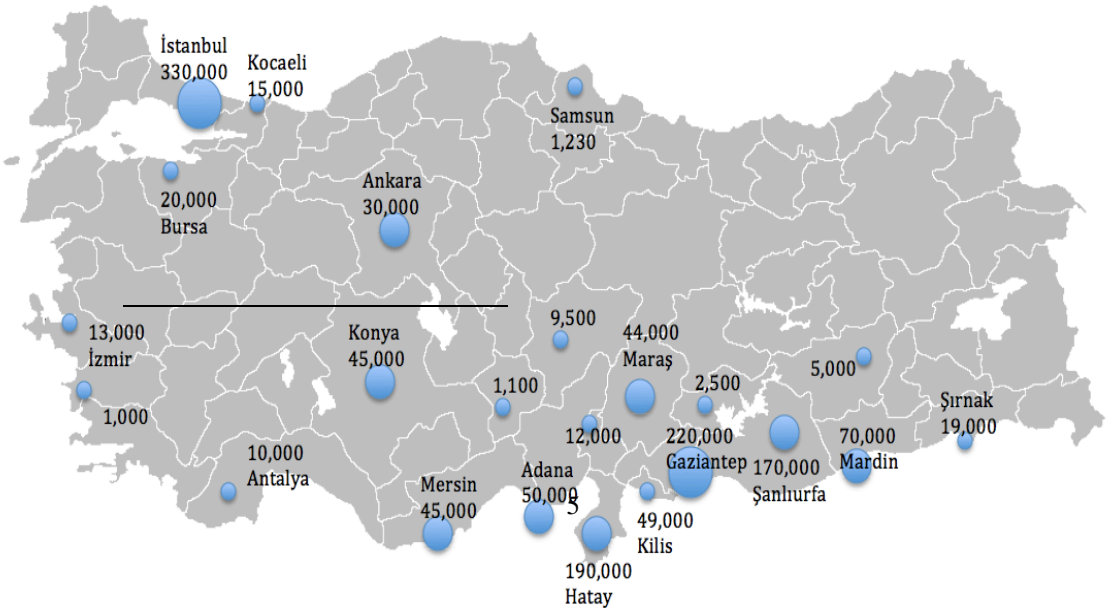 İstanbul
330,000
Kocaeli
15,000
Samsun
1,230
20,000
Bursa
Ankara
30,000
13,000
İzmir
Konya
45,000
9,500
44,000
Maraş
5,000
1,000
1,100
12,000
2,500
Şırnak
19,000
10,000
Antalya
220,000
Gaziantep
170,000
Şanlıurfa
70,000
Mardin
Mersin
45,000
Adana
50,000
5
49,000
Kilis
190,000
Hatay